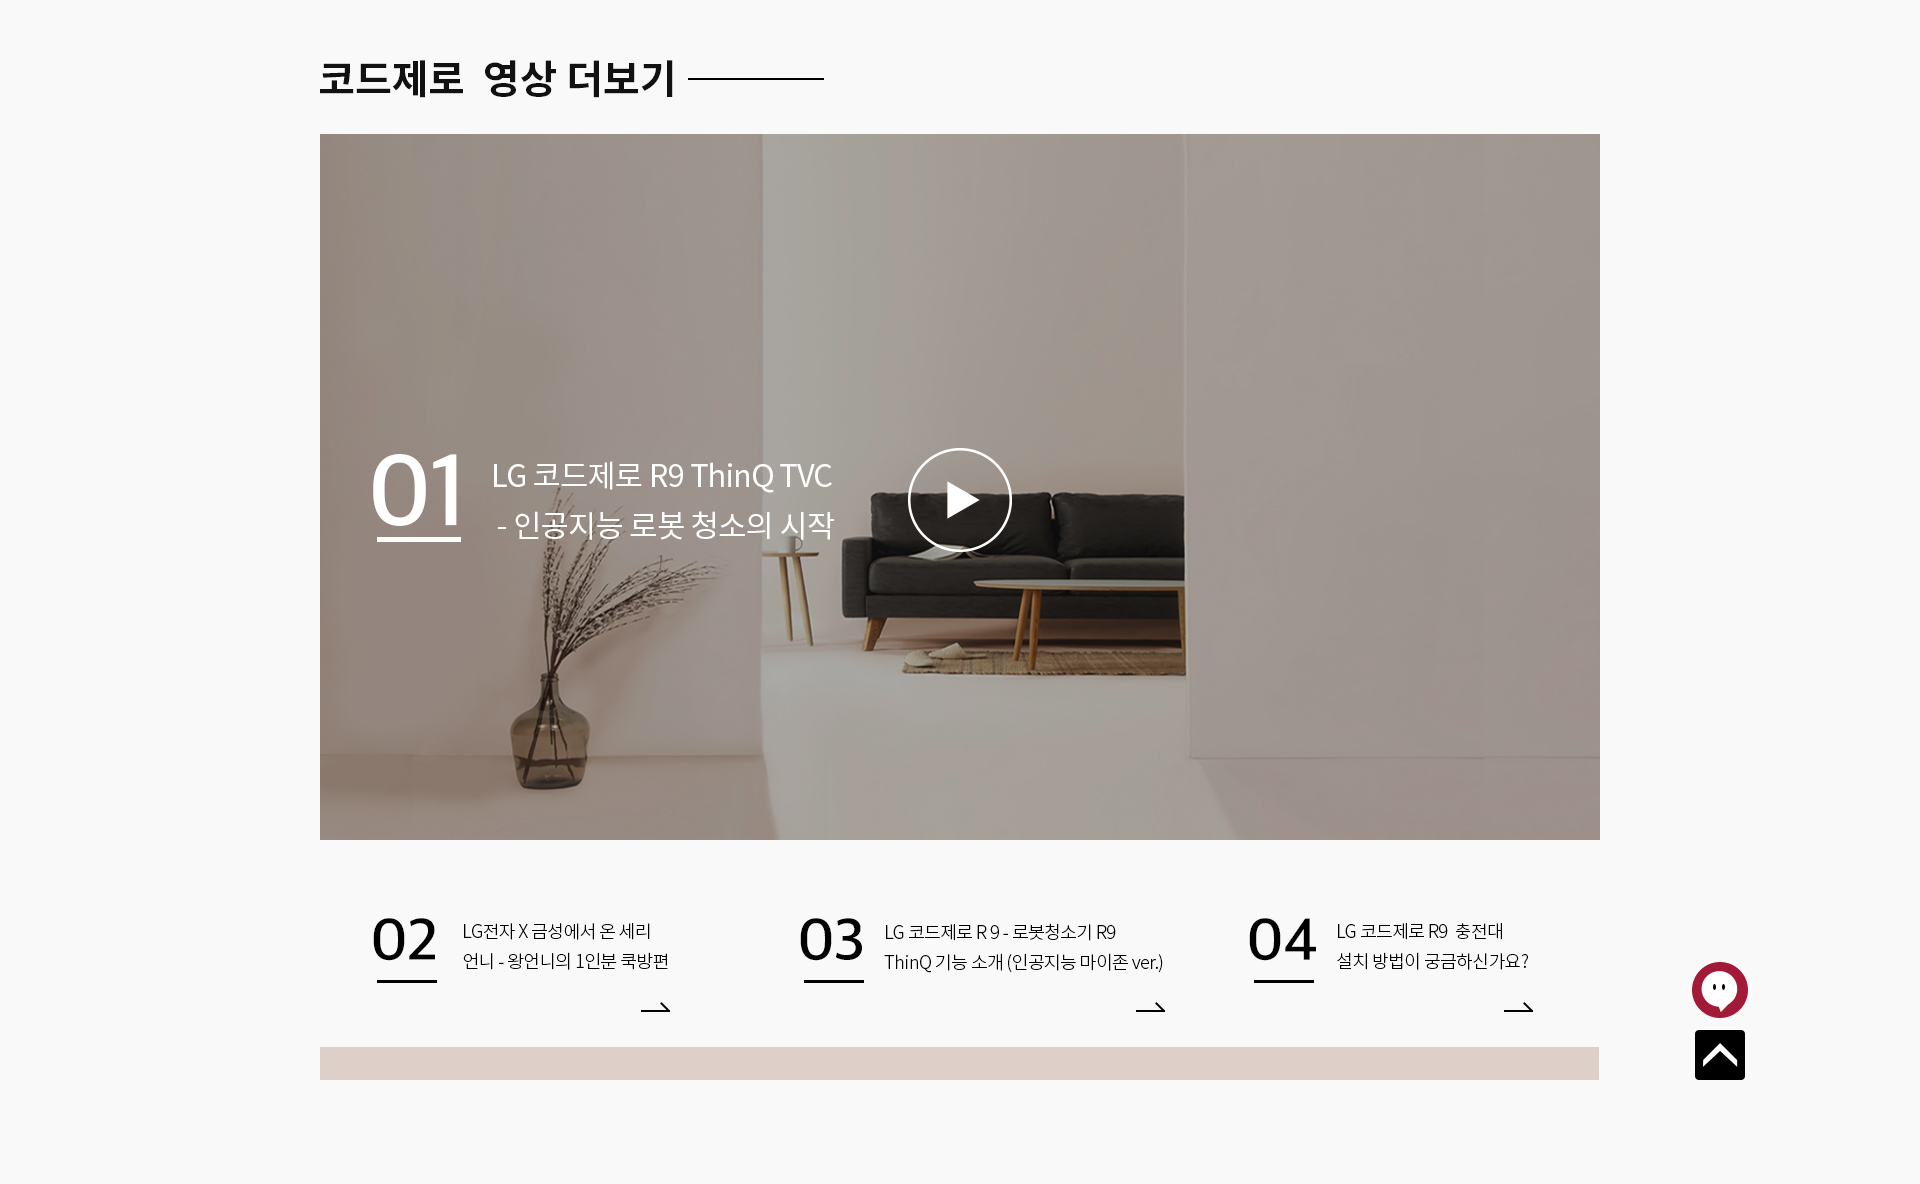 코드제로 영상 더보기
01
LG 코드제로 R9 ThinQ TVC
- 인공지능 로봇 청소의 시작
02
LG전자 X 금성에서 온 세리
언니 - 왕언니의 1인분 쿡방편
03
LG 코드제로 R 9 - 로봇청소기 R9
ThinQ 기능 소개 (인공지능 마이존 ver.)
04
LG 코드제로 R9 충전대
설치 방법이 궁금하신가요?